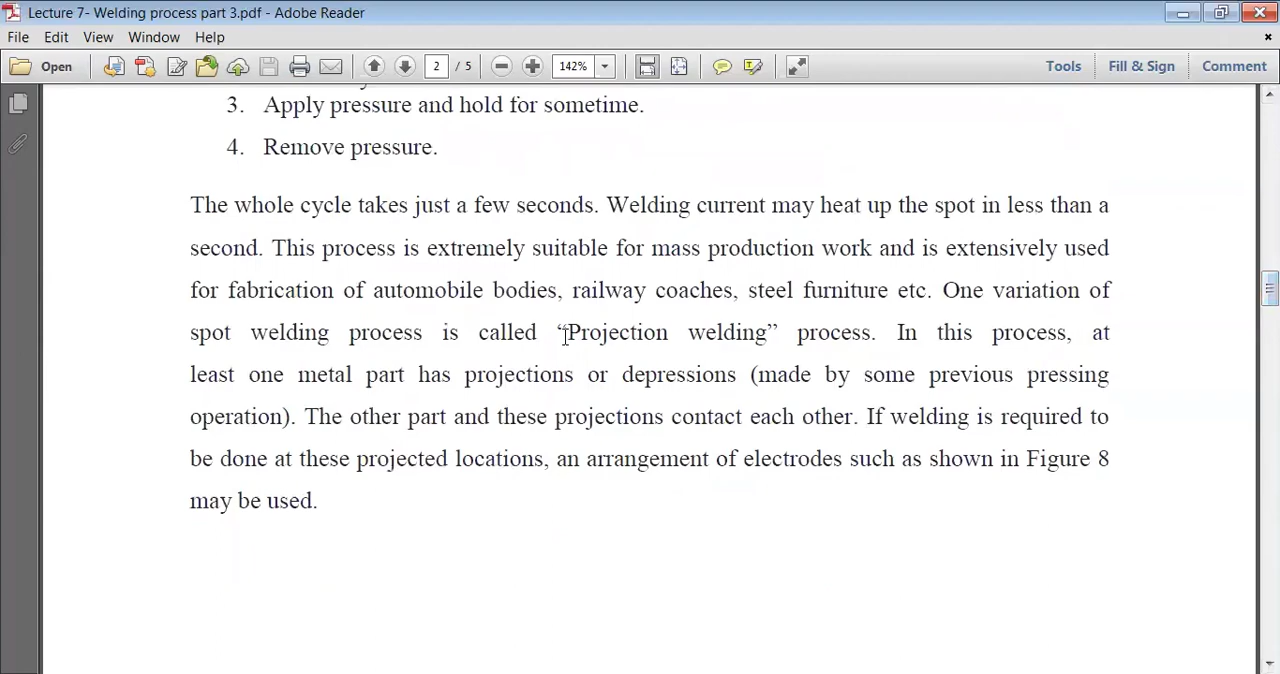 Lecture 7- Welding process part 3.pdf - Adobe Reader
File Edit View Window Help
Open 2 / 5 142% Tools Fill & Sign Comment
3. Apply pressure and hold for sometime.
4. Remove pressure.
The whole cycle takes just a few seconds. Welding current may heat up the spot in less than a
second. This process is extremely suitable for mass production work and is extensively used
for fabrication of automobile bodies, railway coaches, steel furniture etc. One variation of
spot welding process is called “Projection welding” process. In this process, at
least one metal part has projections or depressions (made by some previous pressing
operation). The other part and these projections contact each other. If welding is required to
be done at these projected locations, an arrangement of electrodes such as shown in Figure 8
may be used.